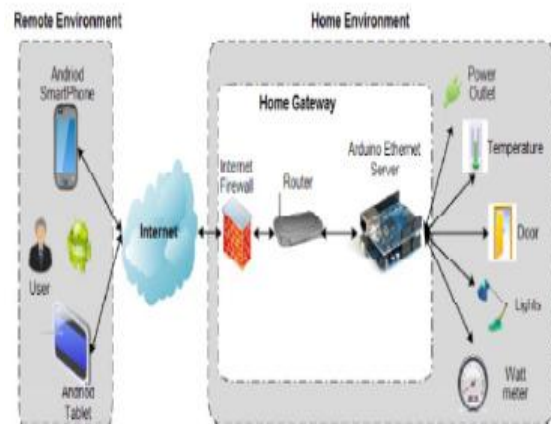 Remote Environment
Home Environment
Andriod
SmartPhone
User
Andriod
Tablet
Internet
Home Gateway
Internet
Firewall
Router
Arduino Ethernet
Server
Power
Outlet
Temperature
Door
Lights
Watt
meter